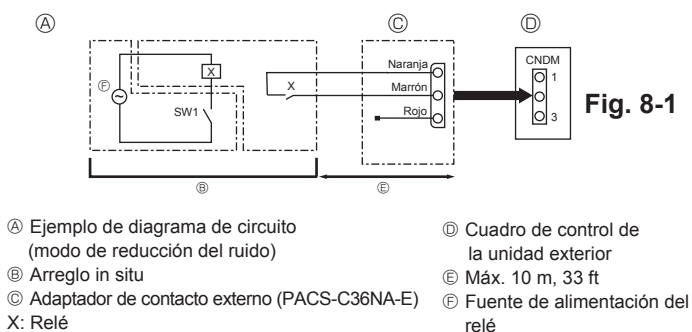 Ⓐ
Ⓒ
Ⓓ
Naranja
CNDM
Ⓕ
X
X
Marrón
1
SW1
Rojo
3
Fig. 8-1
Ⓑ
Ⓔ
Ⓐ Ejemplo de diagrama de circuito
(modo de reducción del ruido)
Ⓑ Arreglo in situ
Ⓒ Adaptador de contacto externo (PACS-C36NA-E)
X: Relé
Ⓓ Cuadro de control de
la unidad exterior
Ⓔ Máx. 10 m, 33 ft
Ⓕ Fuente de alimentación del
relé